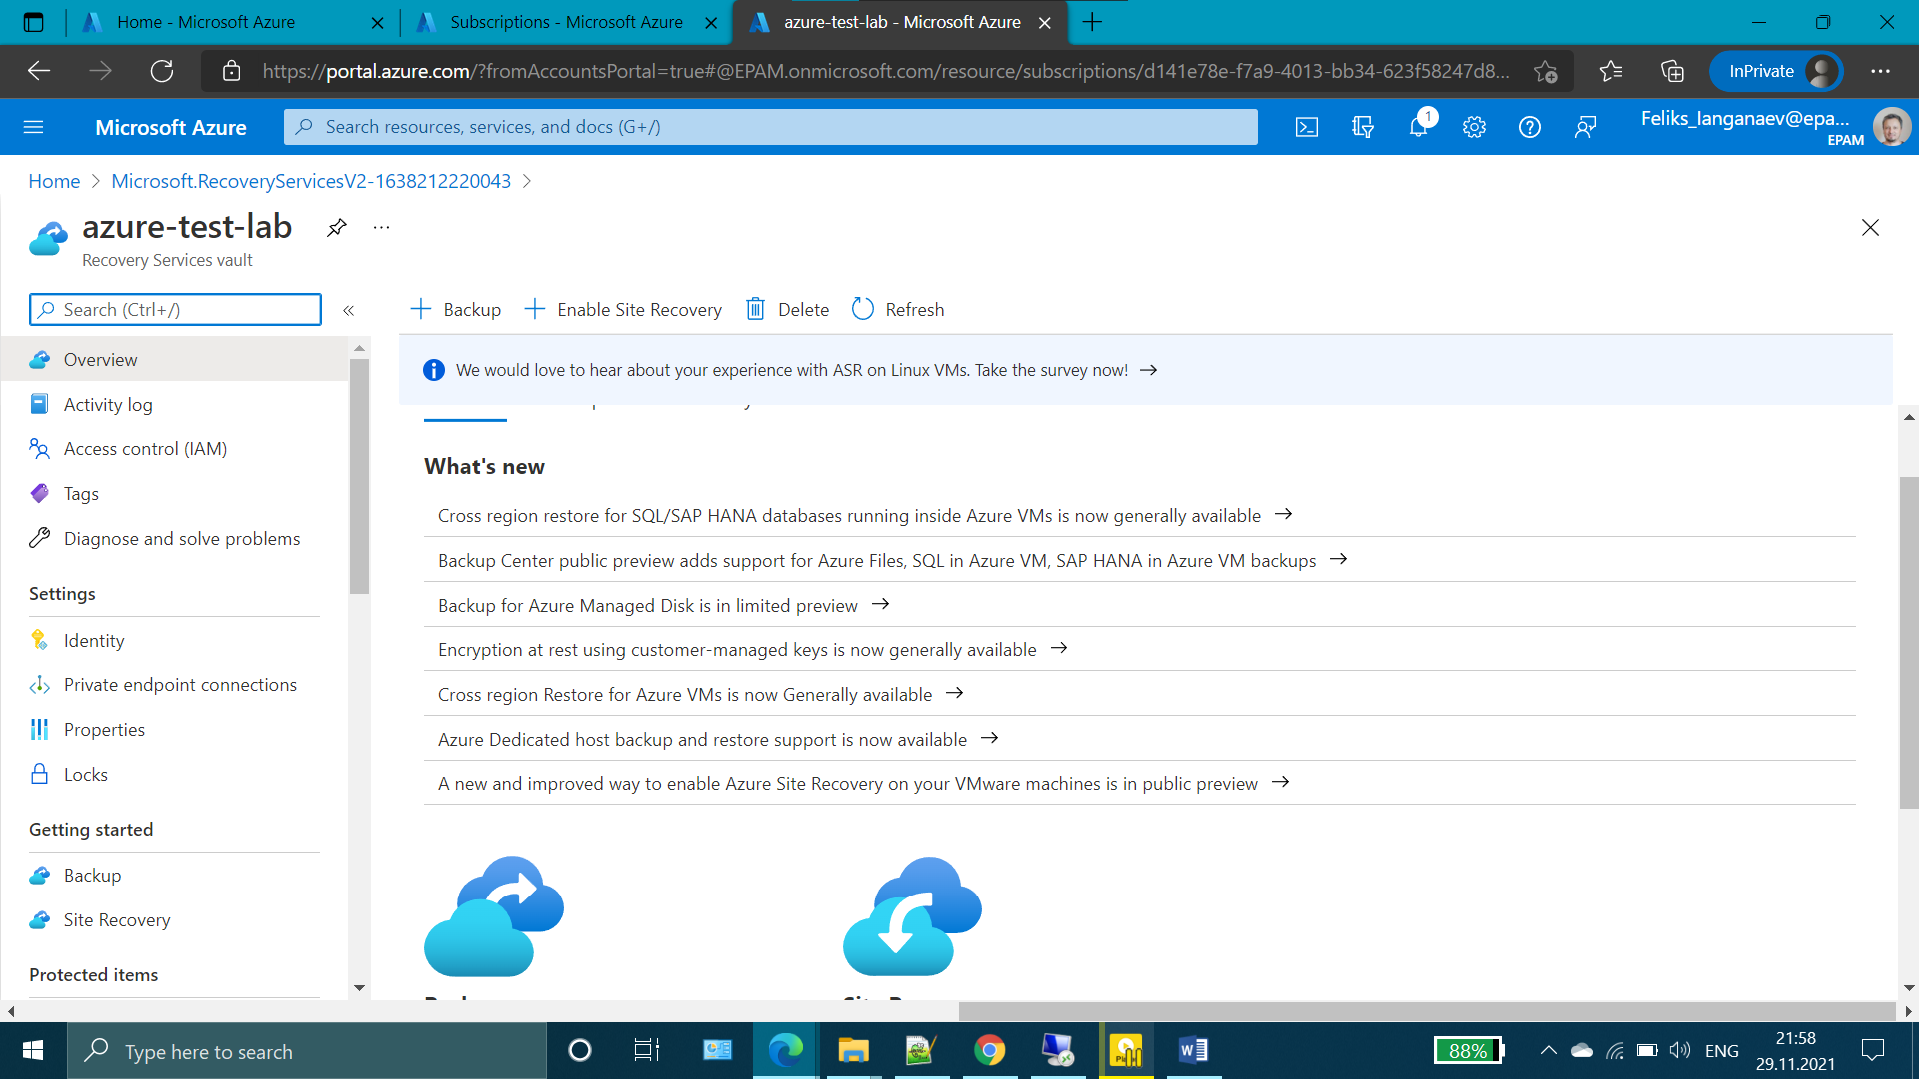 Home - Microsoft Azure
Subscriptions - Microsoft Azure
azure-test-lab - Microsoft Azure
https://portal.azure.com/?fromAccountsPortal=true#@EPAM.onmicrosoft.com/resource/subscriptions/d141e78e-f7a9-4013-bb34-623f58247d8...
InPrivate
Microsoft Azure
Search resources, services, and docs (G+/)
1
Feliks_langanaev@epa...
EPAM
Home > Microsoft.RecoveryServicesV2-1638212220043 >
azure-test-lab
Recovery Services vault
Search (Ctrl+/)
Backup
Enable Site Recovery
Delete
Refresh
We would love to hear about your experience with ASR on Linux VMs. Take the survey now! →
Overview
Activity log
Access control (IAM)
Tags
Diagnose and solve problems
Settings
Identity
Private endpoint connections
Properties
Locks
Getting started
Backup
Site Recovery
Protected items
What's new
Cross region restore for SQL/SAP HANA databases running inside Azure VMs is now generally available →
Backup Center public preview adds support for Azure Files, SQL in Azure VM, SAP HANA in Azure VM backups →
Backup for Azure Managed Disk is in limited preview →
Encryption at rest using customer-managed keys is now generally available →
Cross region Restore for Azure VMs is now Generally available →
Azure Dedicated host backup and restore support is now available →
A new and improved way to enable Azure Site Recovery on your VMware machines is in public preview →
Type here to search
88%
ENG
21:58
29.11.2021